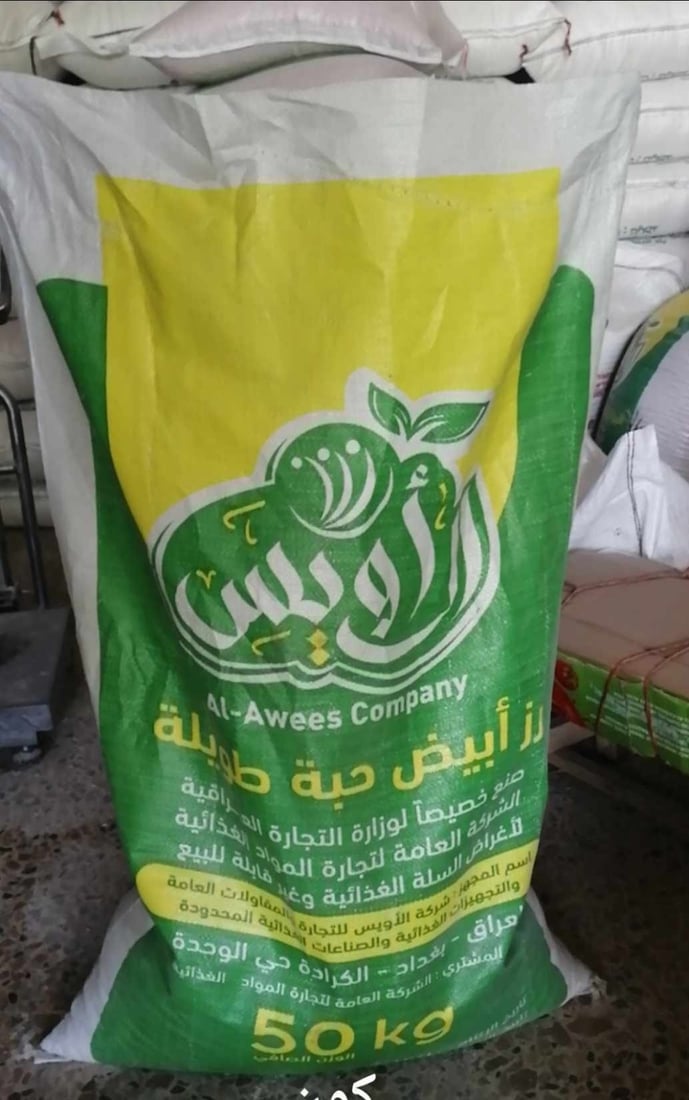 الأويس
Al-Awees Company
رز أبيض حبة طويلة
صنع خصيصاً لوزارة التجارة العراقية
الشركة العامة لتجارة المواد الغذائية
لأغراض السلة الغذائية وغير قابلة للبيع
اسم المجهز: شركة الأويس للتجارة والمقاولات العامة
والتجهيزات الغذائية والصناعات الغذائية المحدودة
العراق - بغداد - الكرادة حي الوحدة
المشتري: الشركة العامة لتجارة المواد الغذائية
50 kg
الوزن الصافي